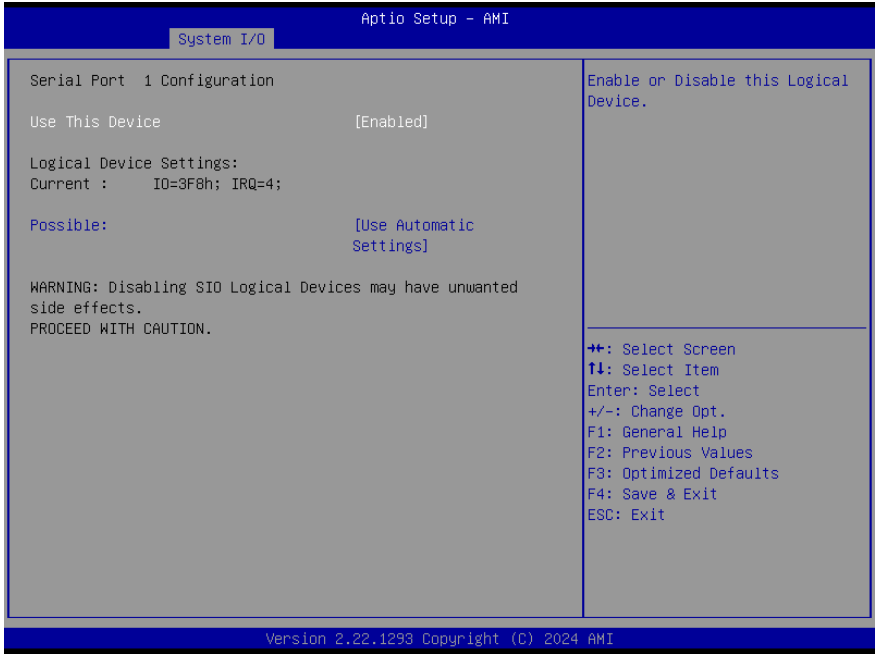 Aptio Setup – AMI
System I/O
Serial Port  1 Configuration
Use This Device [Enabled]
Logical Device Settings:
Current :     IO=3F8h; IRQ=4;
Possible: [Use Automatic
Settings]
WARNING: Disabling SIO Logical Devices may have unwanted
side effects.
PROCEED WITH CAUTION.
Enable or Disable this Logical
Device.
→←: Select Screen
↑↓: Select Item
Enter: Select
+/-: Change Opt.
F1: General Help
F2: Previous Values
F3: Optimized Defaults
F4: Save & Exit
ESC: Exit
Version 2.22.1293 Copyright (C) 2024 AMI